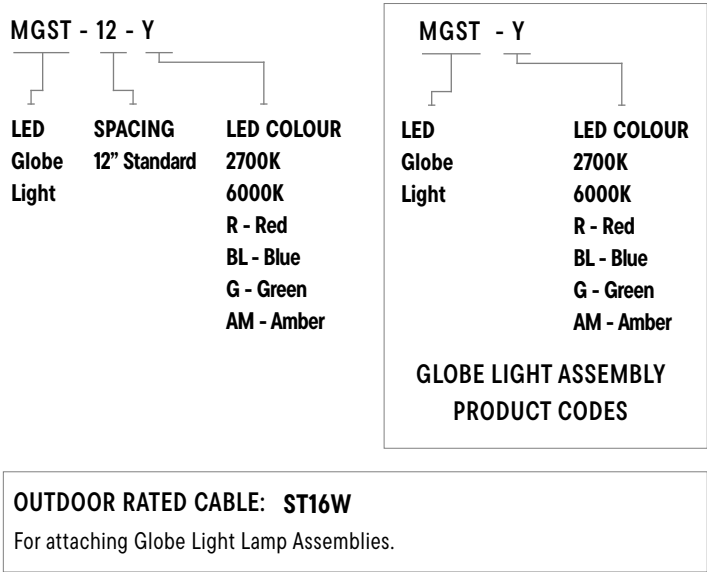 MGST - 12 - Y
LED
Globe
Light
SPACING
12” Standard
LED COLOUR
2700K
6000K
R - Red
BL - Blue
G - Green
AM - Amber
MGST - Y
LED
Globe
Light
LED COLOUR
2700K
6000K
R - Red
BL - Blue
G - Green
AM - Amber
GLOBE LIGHT ASSEMBLY
PRODUCT CODES
OUTDOOR RATED CABLE: ST16W
For attaching Globe Light Lamp Assemblies.